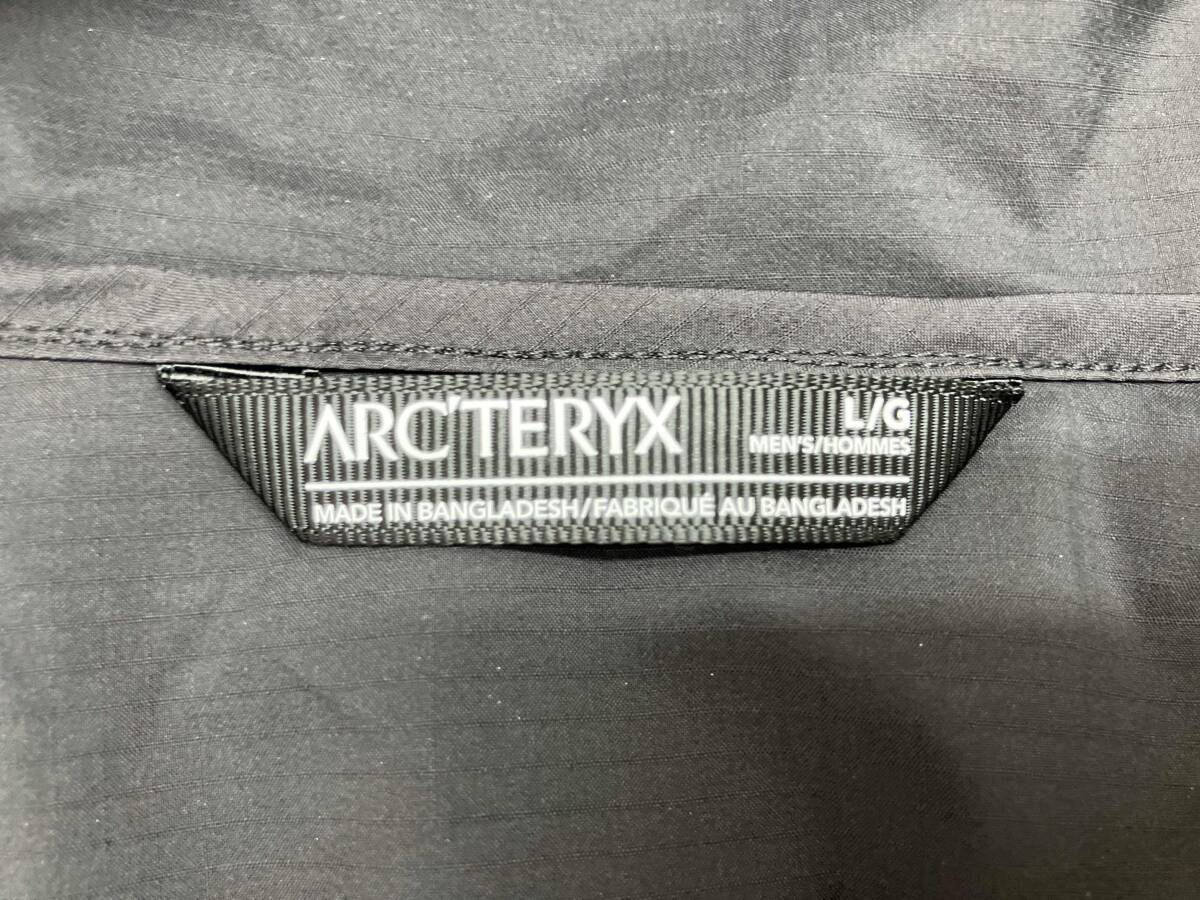 ARC'TERYX
L/G
MEN'S/HOMMES
MADE IN BANGLADESH/FABRIQUÉ AU BANGLADESH